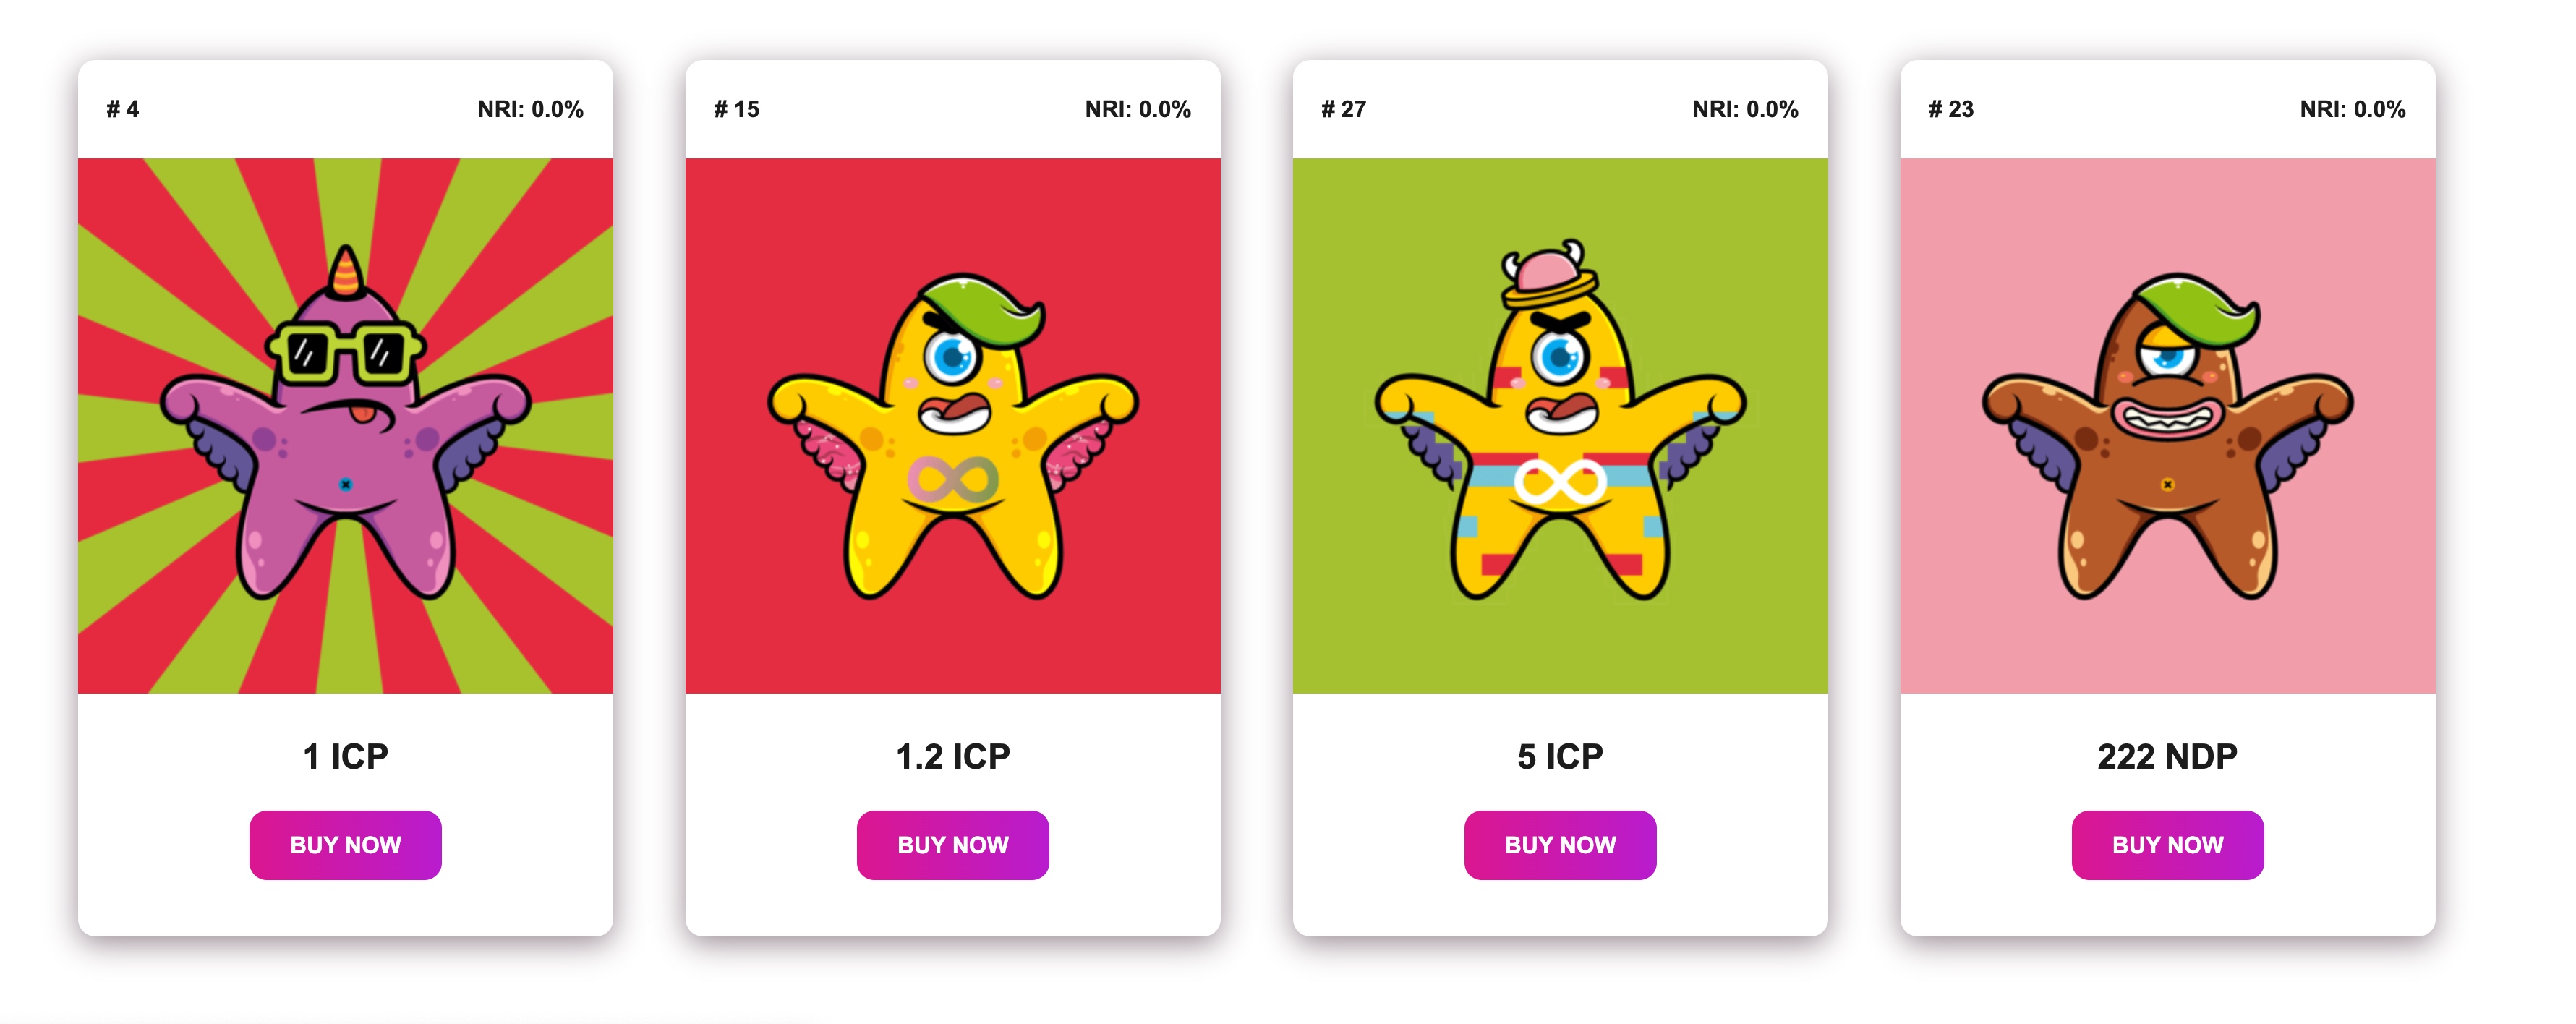 # 4
NRI: 0.0%
1 ICP
BUY NOW
# 15
NRI: 0.0%
1.2 ICP
BUY NOW
# 27
NRI: 0.0%
5 ICP
BUY NOW
# 23
NRI: 0.0%
222 NDP
BUY NOW